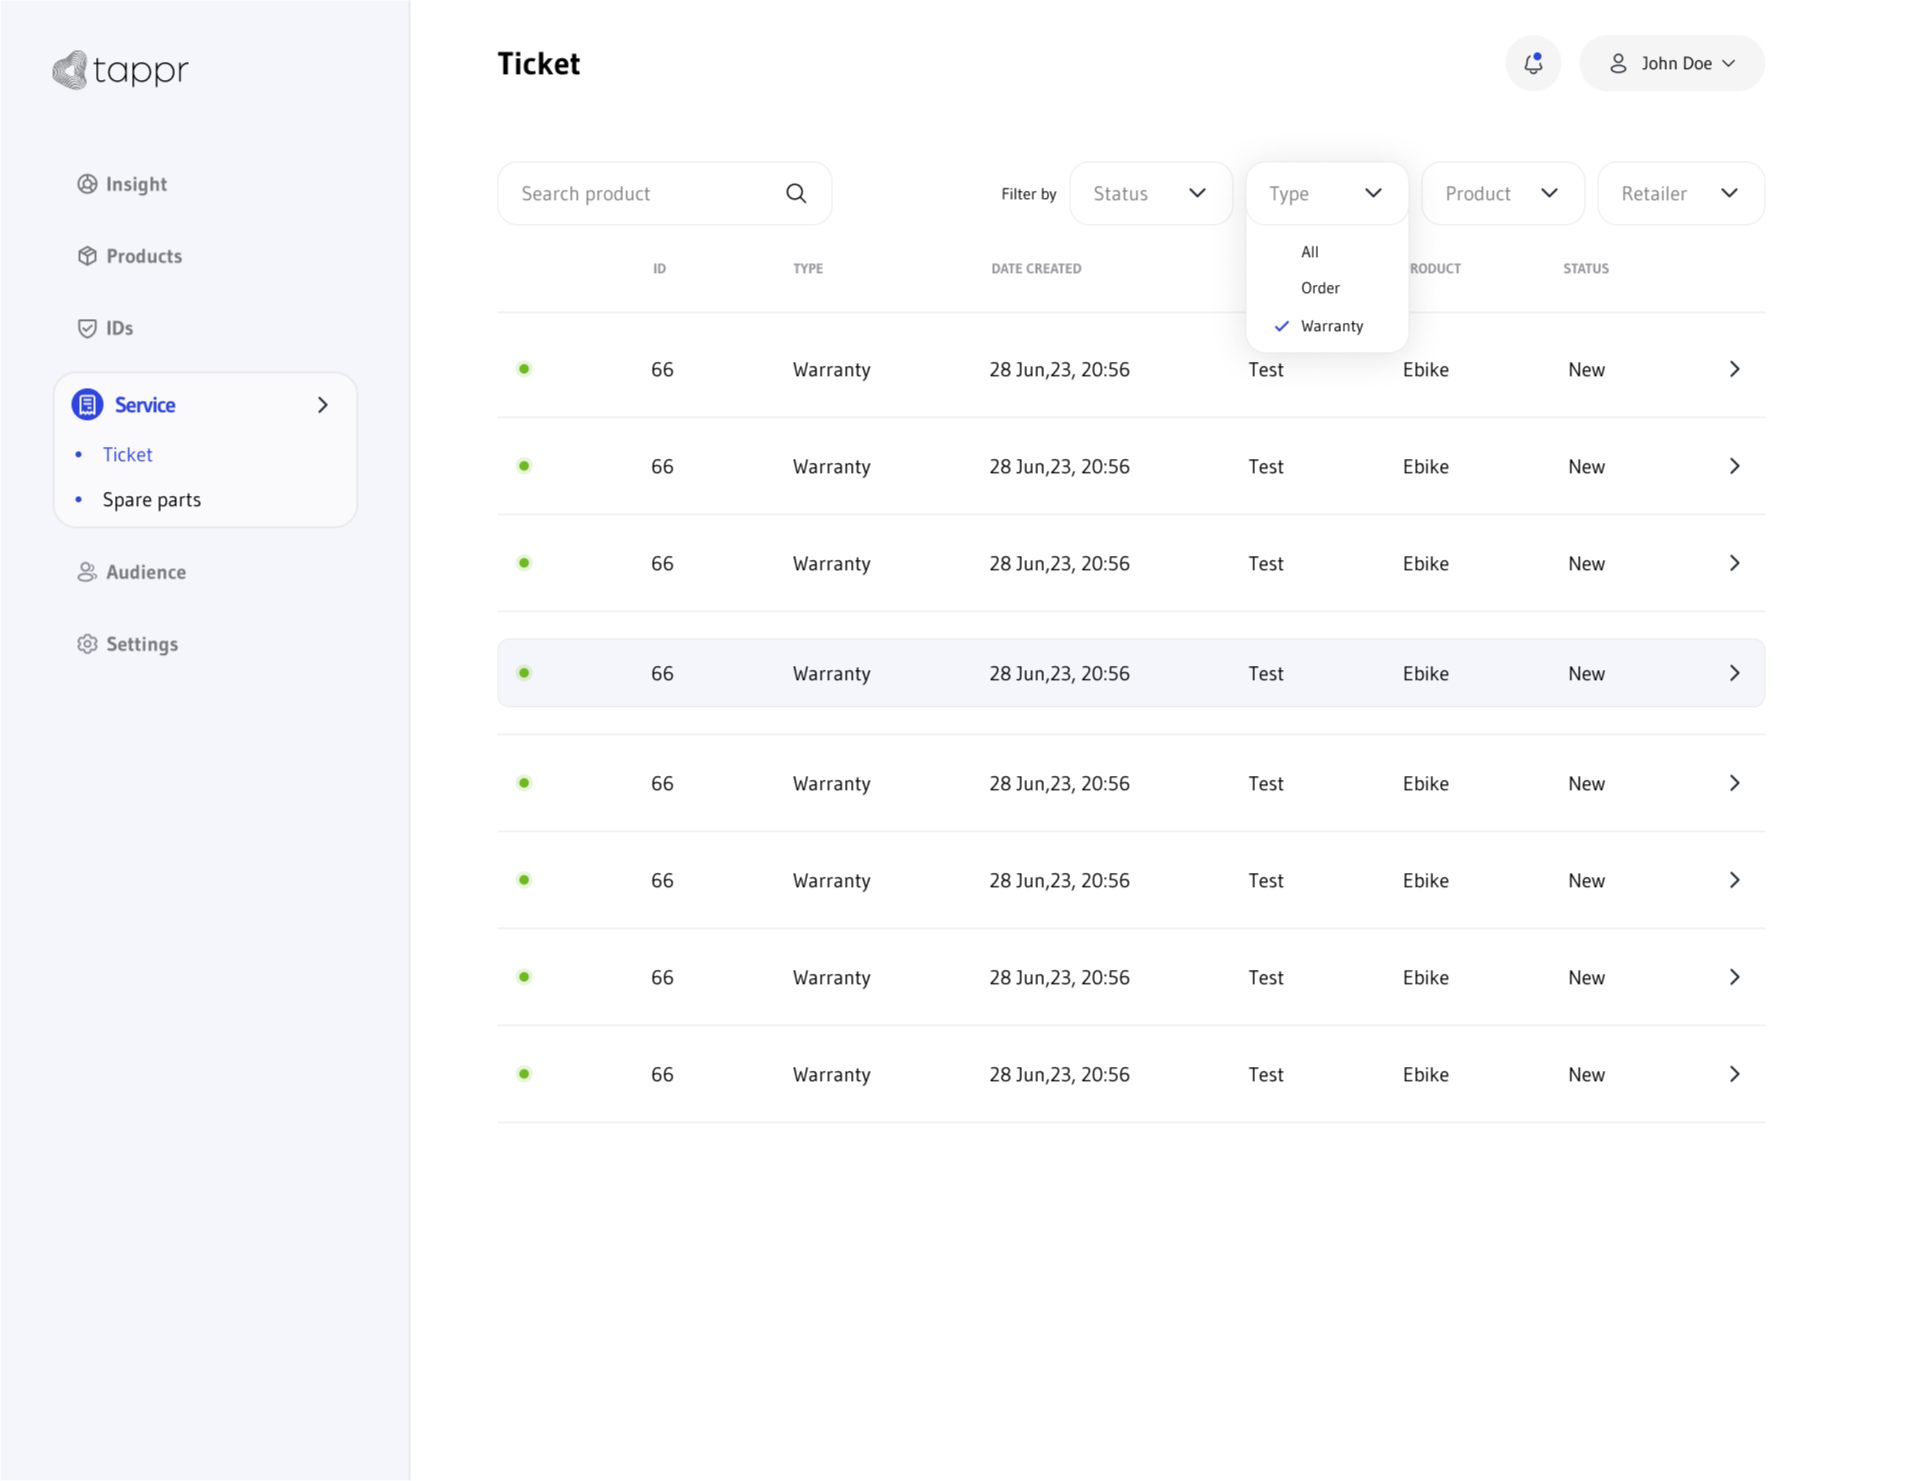 tappr
Insight
Products
IDs
Service
Ticket
Spare parts
Audience
Settings
Ticket
John Doe
Search product
Filter by
Status
Type
Product
Retailer
All
Order
Warranty
ID TYPE DATE CREATED RODUCT STATUS
66 Warranty 28 Jun,23, 20:56 Test Ebike New
66 Warranty 28 Jun,23, 20:56 Test Ebike New
66 Warranty 28 Jun,23, 20:56 Test Ebike New
66 Warranty 28 Jun,23, 20:56 Test Ebike New
66 Warranty 28 Jun,23, 20:56 Test Ebike New
66 Warranty 28 Jun,23, 20:56 Test Ebike New
66 Warranty 28 Jun,23, 20:56 Test Ebike New
66 Warranty 28 Jun,23, 20:56 Test Ebike New